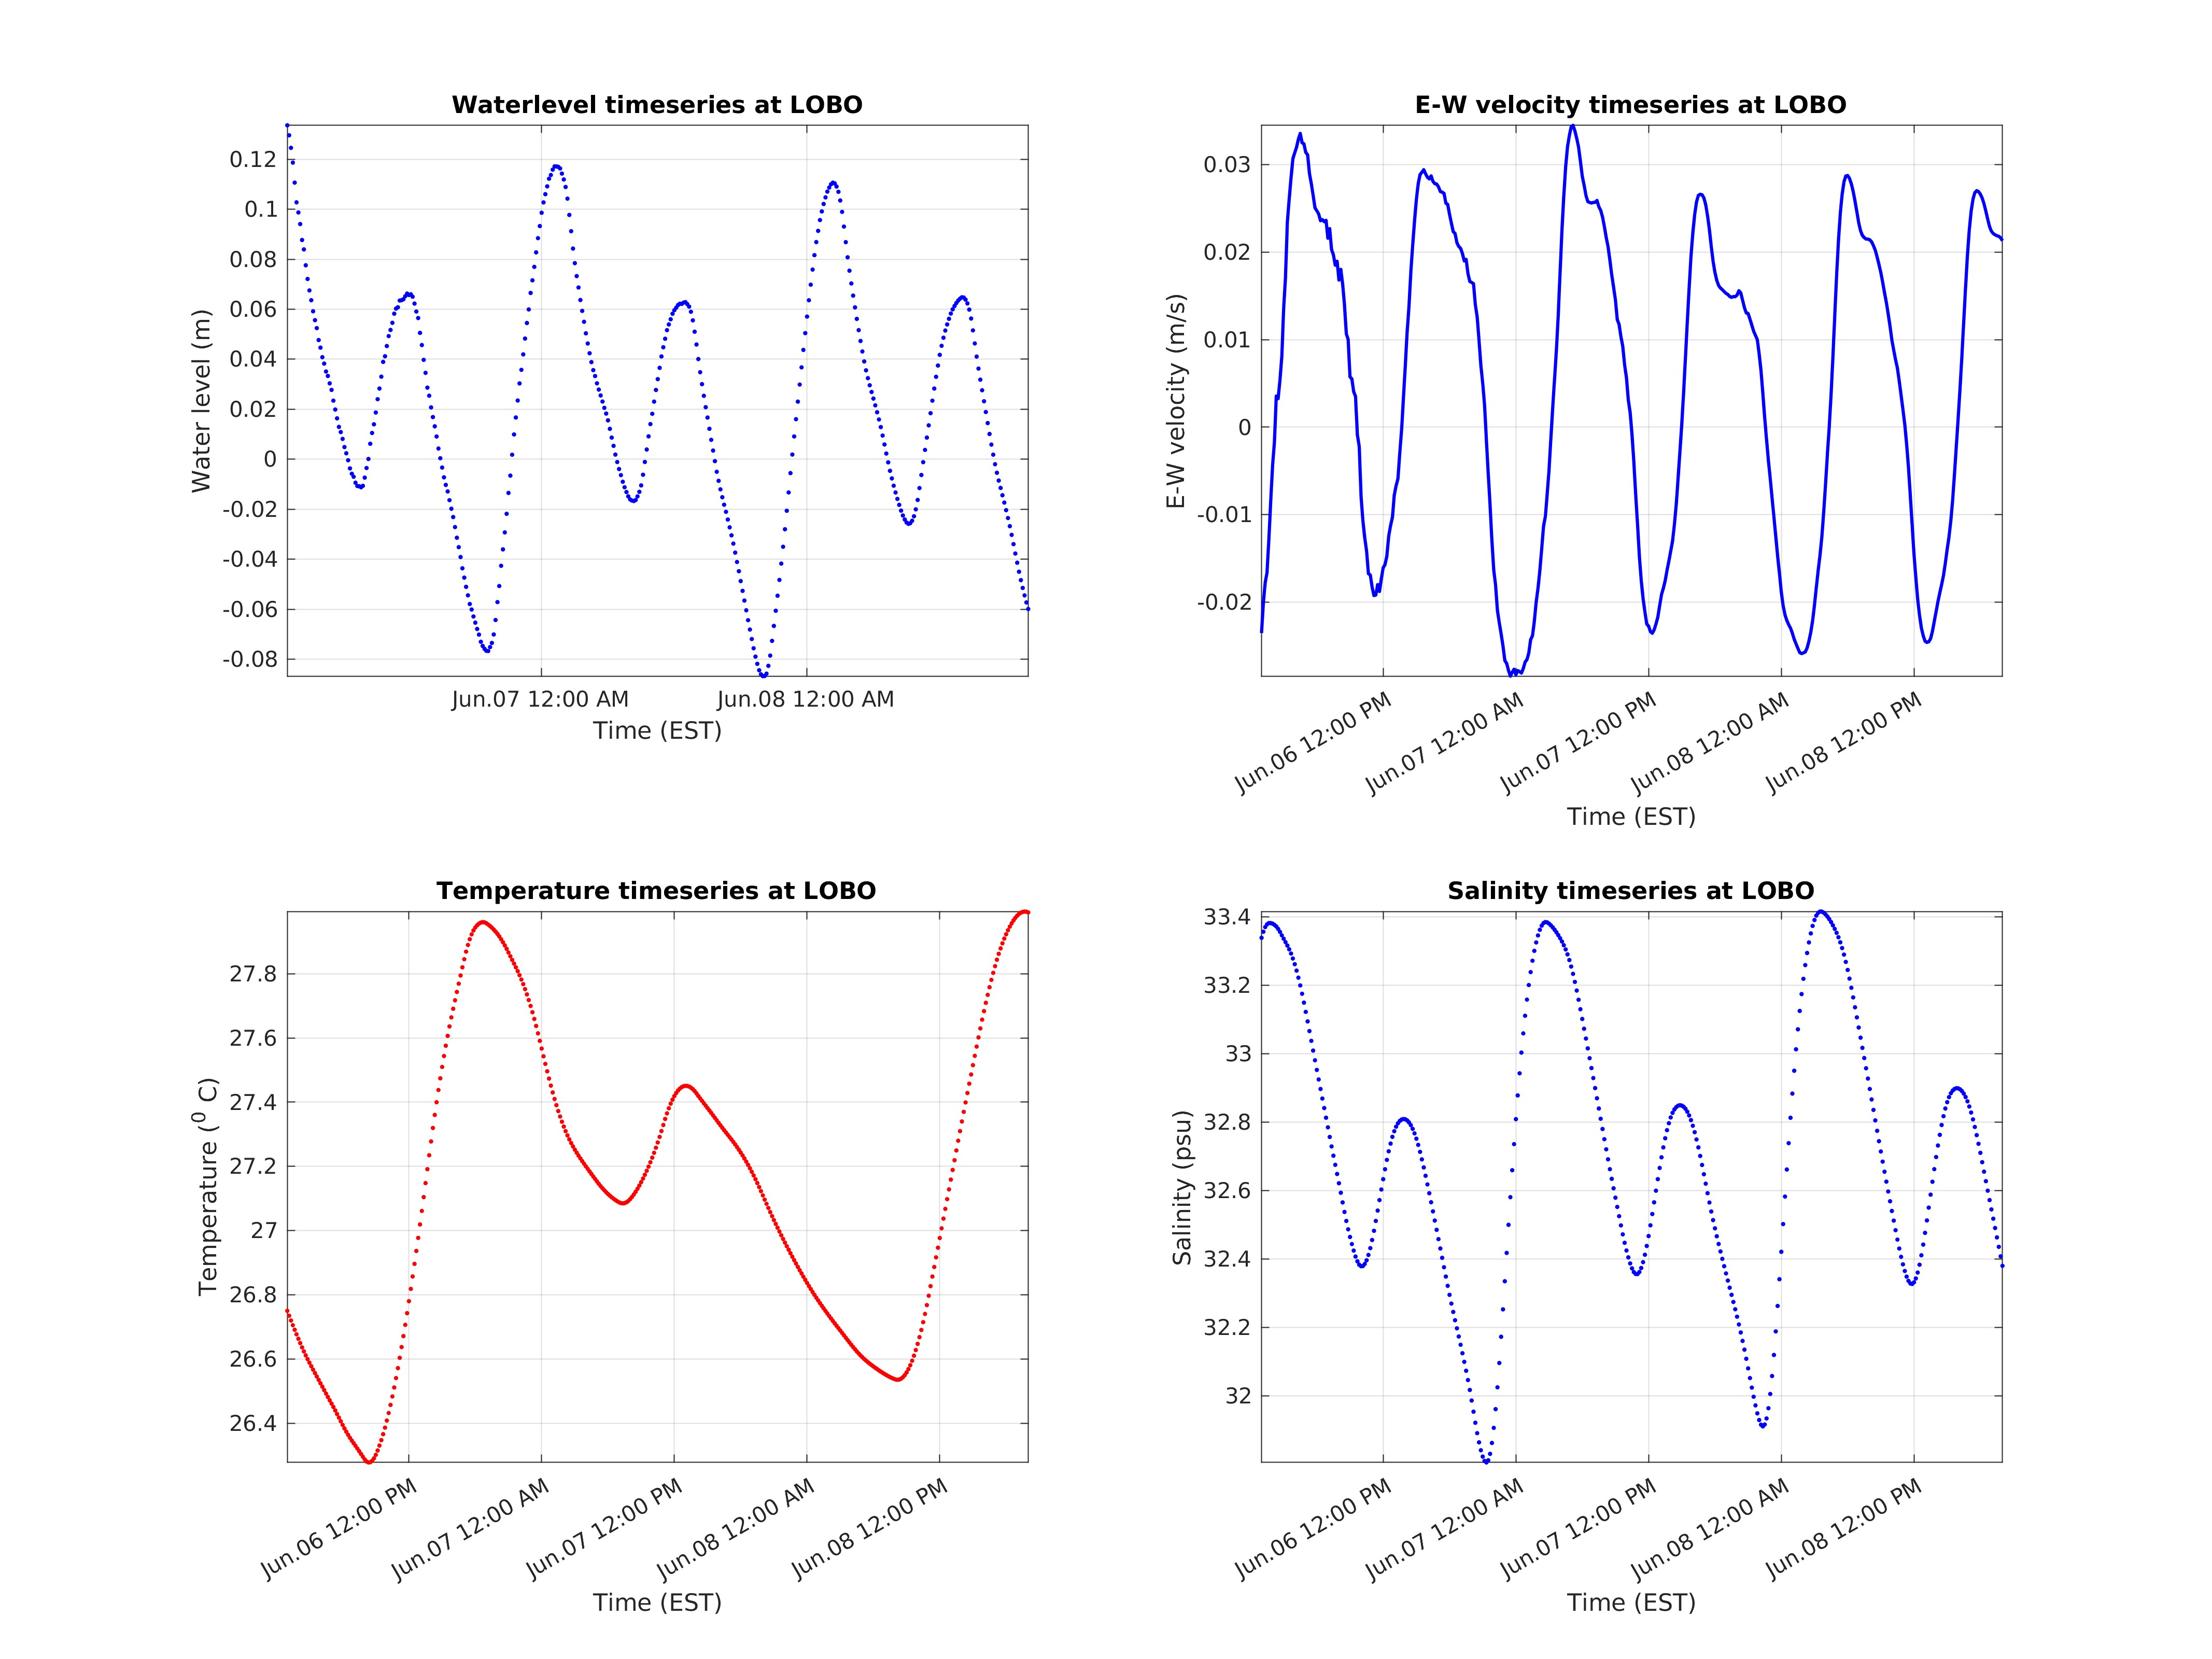 Waterlevel timeseries at LOBO
0.12
0.1
0.08
0.06
0.04
0.02
0
-0.02
-0.04
-0.06
-0.08
Water level (m)
Jun.07 12:00 AM
Jun.08 12:00 AM
Time (EST)
E-W velocity timeseries at LOBO
0.03
0.02
0.01
0
-0.01
-0.02
E-W velocity (m/s)
Jun.06 12:00 PM
Jun.07 12:00 AM
Jun.07 12:00 PM
Jun.08 12:00 AM
Jun.08 12:00 PM
Time (EST)
Temperature timeseries at LOBO
27.8
27.6
27.4
27.2
27
26.8
26.6
26.4
Temperature (⁰ C)
Jun.06 12:00 PM
Jun.07 12:00 AM
Jun.07 12:00 PM
Jun.08 12:00 AM
Jun.08 12:00 PM
Time (EST)
Salinity timeseries at LOBO
33.4
33.2
33
32.8
32.6
32.4
32.2
32
Salinity (psu)
Jun.06 12:00 PM
Jun.07 12:00 AM
Jun.07 12:00 PM
Jun.08 12:00 AM
Jun.08 12:00 PM
Time (EST)